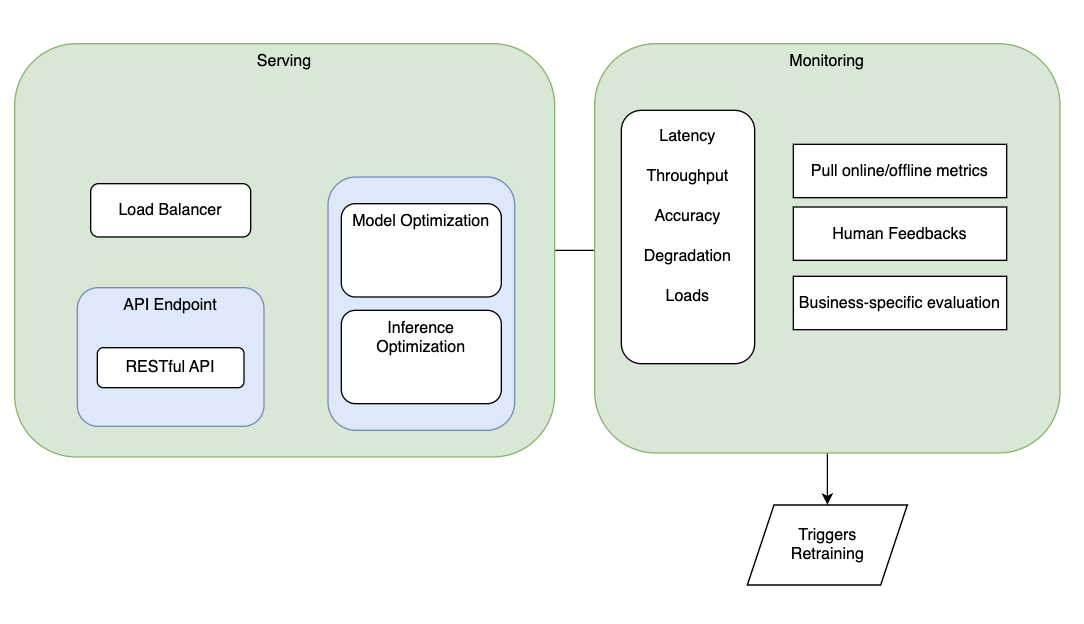 Serving
Load Balancer
API Endpoint
RESTful API
Model Optimization
Inference
Optimization
Monitoring
Latency
Throughput
Accuracy
Degradation
Loads
Pull online/offline metrics
Human Feedbacks
Business-specific evaluation
Triggers
Retraining